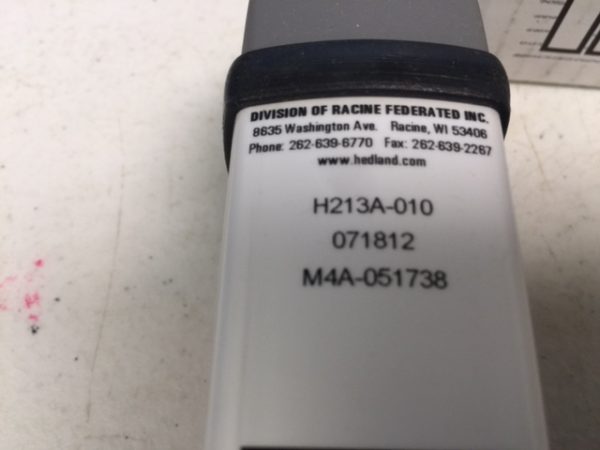 DIVISION OF RACINE FEDERATED INC.
8635 Washington Ave. Racine, WI 53406
Phone: 262-639-6770 Fax: 262-639-2267
www.hedland.com
H213A-010
071812
M4A-051738